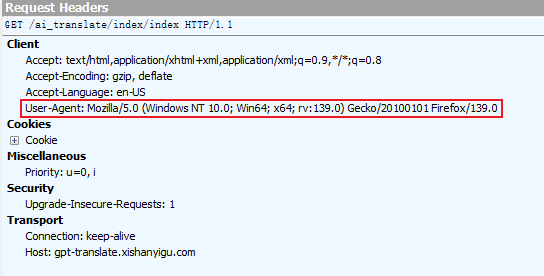 Request Headers
GET /ai_translate/index/index HTTP/1.1
Client
Accept: text/html,application/xhtml+xml,application/xml;q=0.9,*/*;q=0.8
Accept-Encoding: gzip, deflate
Accept-Language: en-US
User-Agent: Mozilla/5.0 (Windows NT 10.0; Win64; x64; rv:139.0) Gecko/20100101 Firefox/139.0
Cookies
Cookie
Miscellaneous
Priority: u=0, i
Security
Upgrade-Insecure-Requests: 1
Transport
Connection: keep-alive
Host: gpt-translate.xishanyigu.com